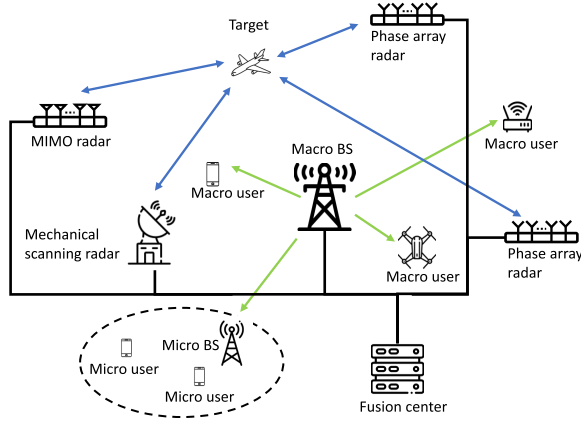 Target
Phase array
radar
MIMO radar
Macro BS
Macro user
Macro user
Mechanical
scanning radar
Macro user
Phase array
radar
Micro BS
Micro user
Micro user
Fusion center